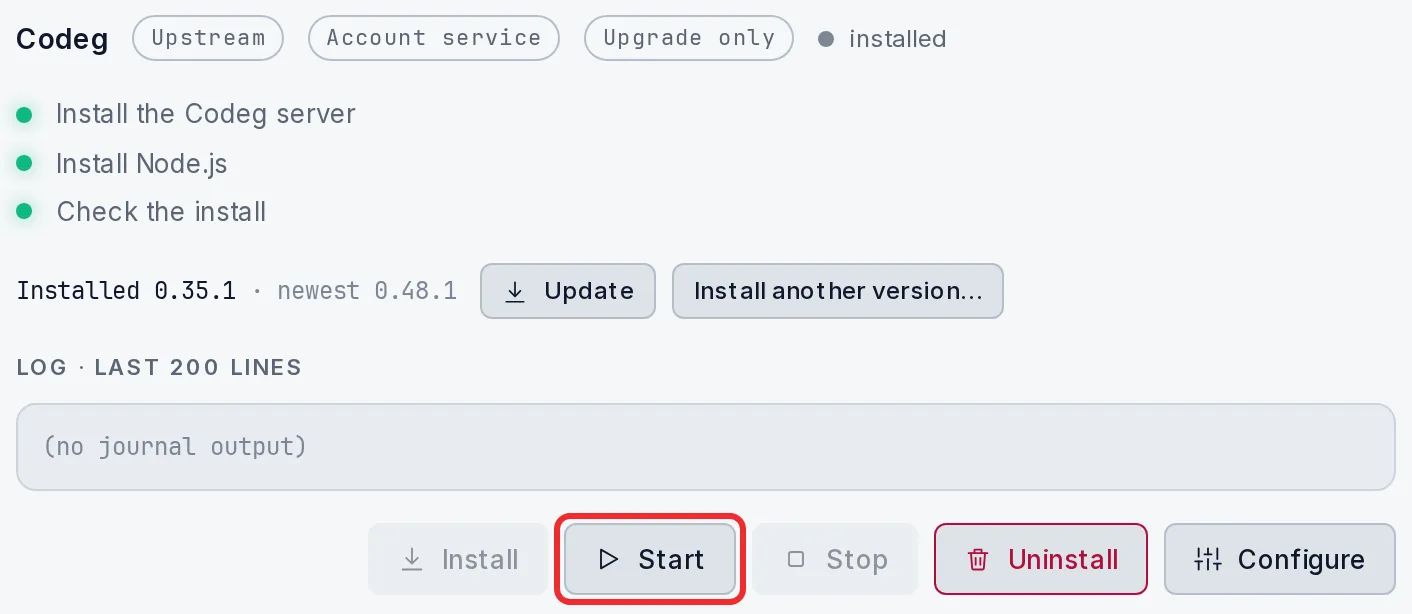 Codeg Upstream Account service Upgrade only installed
Install the Codeg server
Install Node.js
Check the install
Installed 0.35.1 · newest 0.48.1 Update Install another version...
LOG · LAST 200 LINES
(no journal output)
Install Start Stop Uninstall Configure